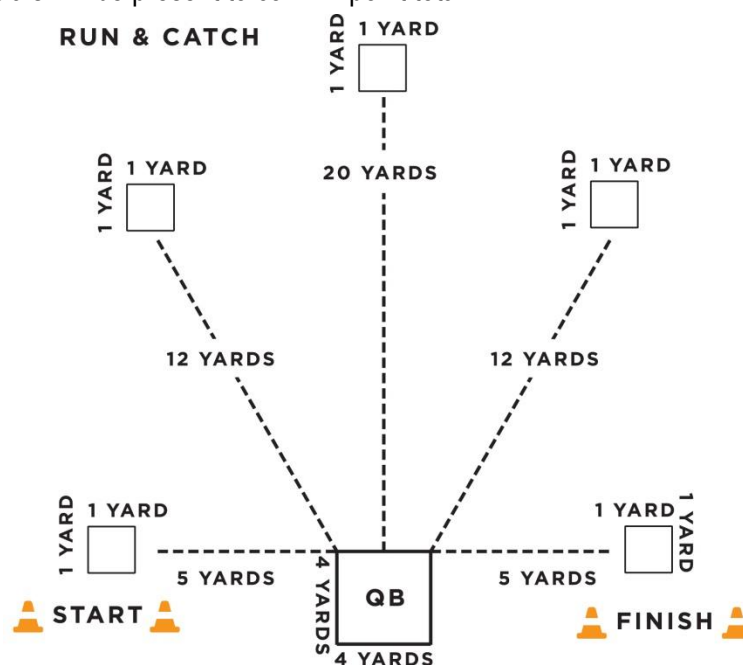 RUN & CATCH
1 YARD
1 YARD
20 YARDS
1 YARD
1 YARD
1 YARD
1 YARD
12 YARDS
12 YARDS
1 YARD
1 YARD
1 YARD
1 YARD
5 YARDS
4 YARDS
QB
5 YARDS
START
FINISH
4 YARDS